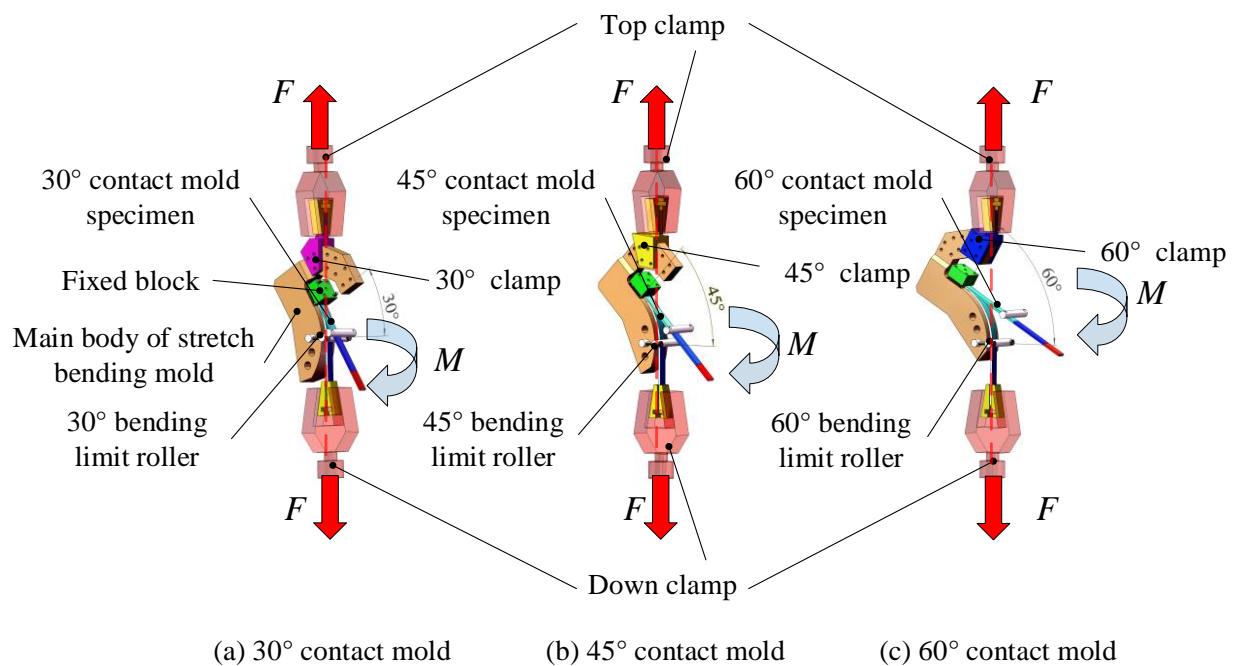 Top clamp
F
F
F
30° contact mold
specimen
45° contact mold
specimen
60° contact mold
specimen
Fixed block
30° clamp
45° clamp
60° clamp
30°
45°
60°
Main body of stretch
bending mold
M
M
M
30° bending
limit roller
45° bending
limit roller
60° bending
limit roller
F
F
F
Down clamp
(a) 30° contact mold
(b) 45° contact mold
(c) 60° contact mold